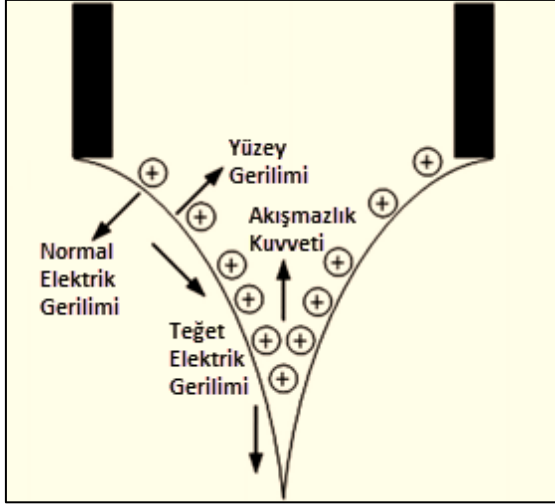 Yüzey
Gerilimi
Akışmazlık
Kuvveti
Normal
Elektrik
Gerilimi
Teğet
Elektrik
Gerilimi